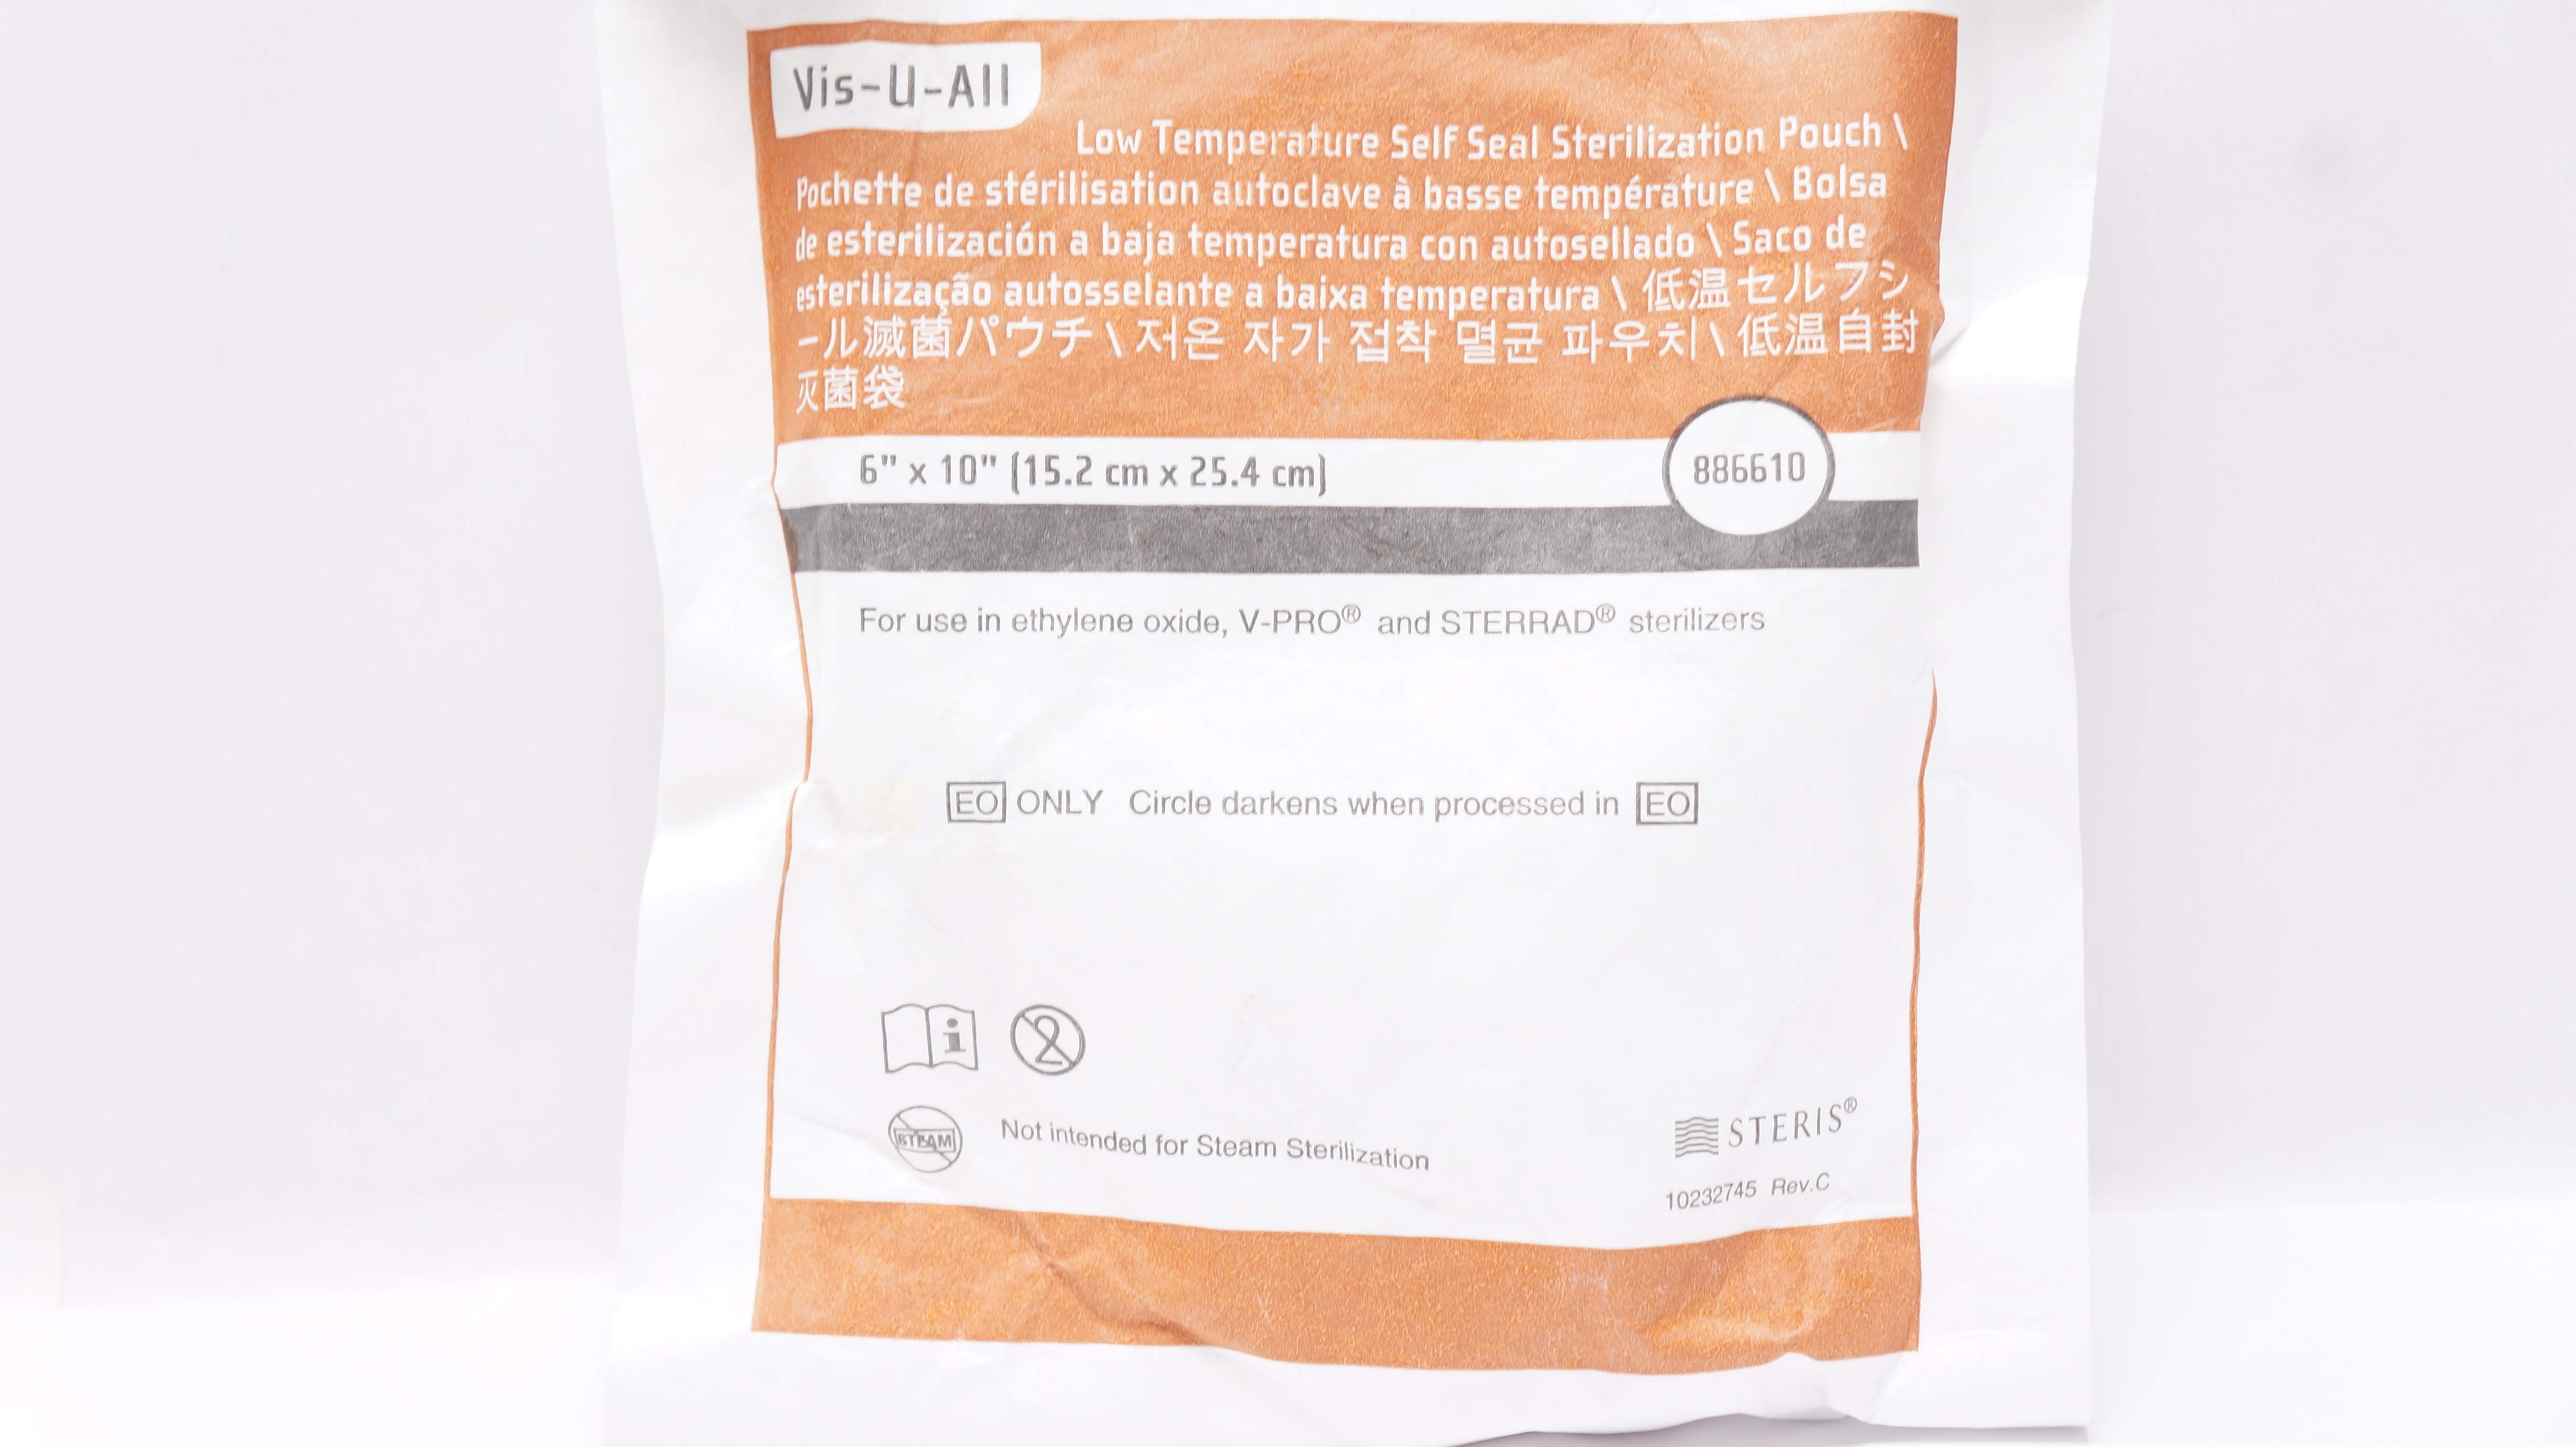 Vis-U-All
Low Temperature Self Seal Sterilization Pouch \
Pochette de stérilisation autoclave à basse température \ Bolsa
de esterilización a baja temperatura con autosellado \ Saco de
esterilização autosselante a baixa temperatura \ 低温セルフシ
ール滅菌パウチ \ 저온 자가 접착 멸균 파우치 \ 低温自封
灭菌袋
6" x 10" (15.2 cm x 25.4 cm)
886610
For use in ethylene oxide, V-PRO® and STERRAD® sterilizers
EO ONLY Circle darkens when processed in EO
i 2
STEAM Not intended for Steam Sterilization
STERIS®
10232745 Rev.C